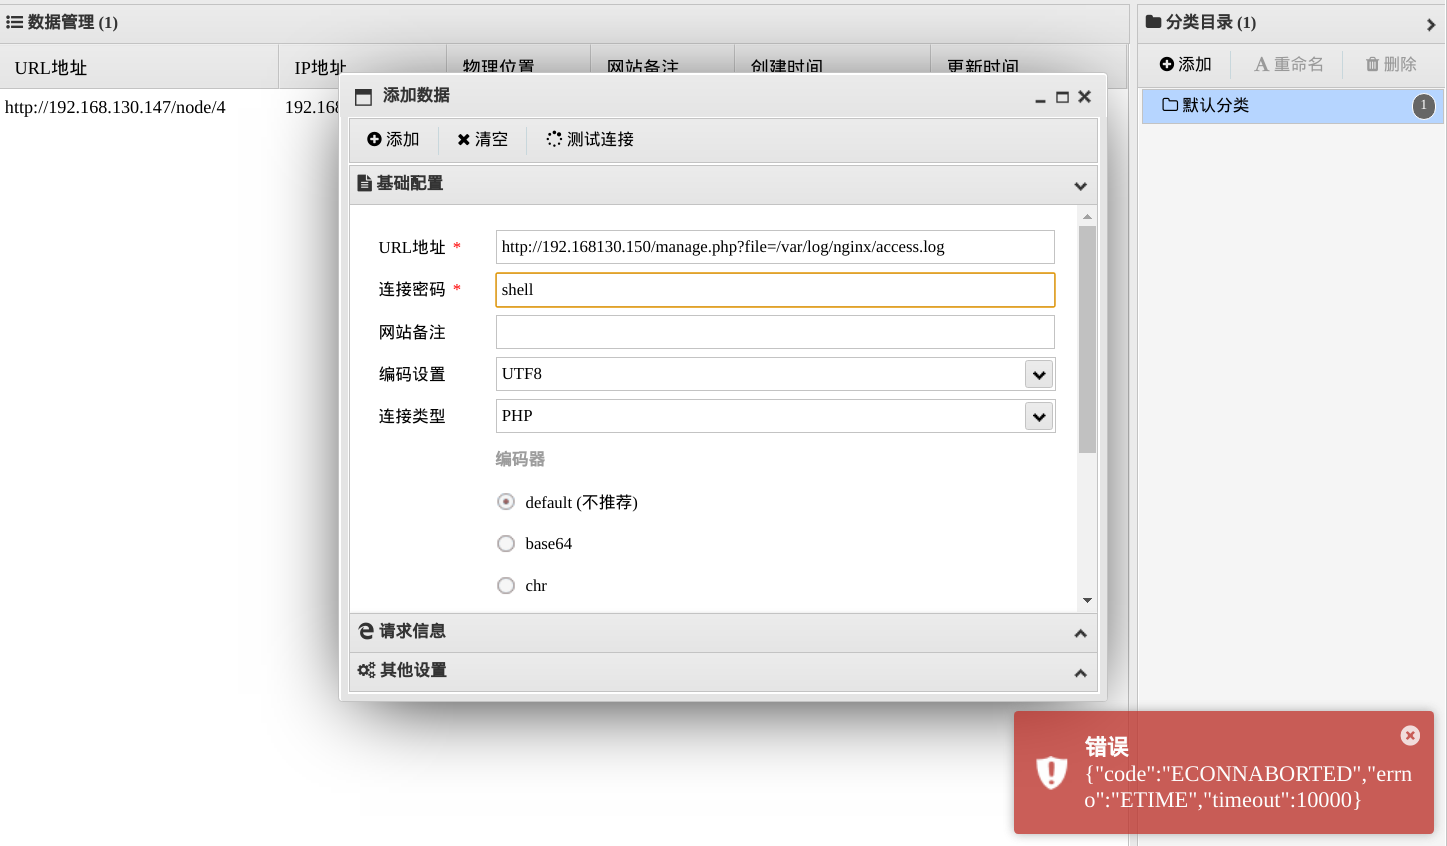 数据管理 (1)
分类目录 (1)
URL地址 IP地址 物理位置 网站备注 创建时间 更新时间
添加 重命名 删除
http://192.168.130.147/node/4 192.168
默认分类 1
添加数据
添加 清空 测试连接
基础配置
URL地址 * http://192.168130.150/manage.php?file=/var/log/nginx/access.log
连接密码 * shell
网站备注
编码设置 UTF8
连接类型 PHP
编码器
default (不推荐)
base64
chr
请求信息
其他设置
错误
{"code":"ECONNABORTED","errn
o":"ETIME","timeout":10000}